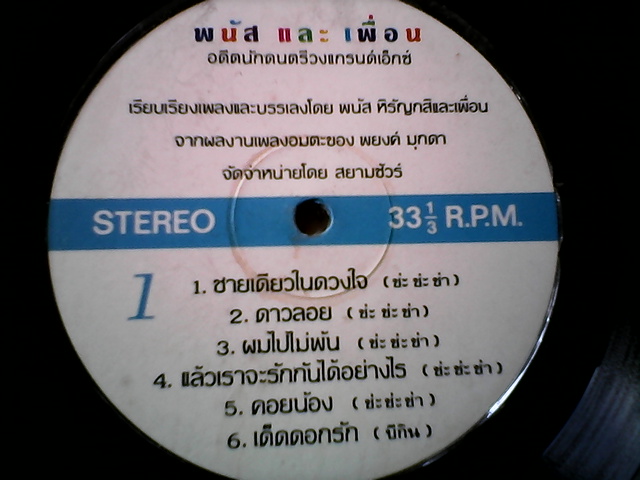 พนัส และ เพื่อน
อดีตนักดนตรีวงแกรนด์เอ็กซ์
เรียบเรียงเพลงและบรรเลงโดย พนัส หิรัญกสิและเพื่อน
จากผลงานเพลงอมตะของ พยงค์ มุกดา
จัดจำหน่ายโดย สยามซัวร์
STEREO 33 1/3 R.P.M.
1
1. ชายเดียวในดวงใจ (ช่ะ ช่ะ ช่า)
2. ดาวลอย (ช่ะ ช่ะ ช่า)
3. ผมไปไม่พ้น (ช่ะ ช่ะ ช่า)
4. แล้วเราจะรักกันได้อย่างไร (ช่ะ ช่ะ ช่า)
5. คอยน้อง (ช่ะ ช่ะ ช่า)
6. เด็ดดอกรัก (บีกิน)